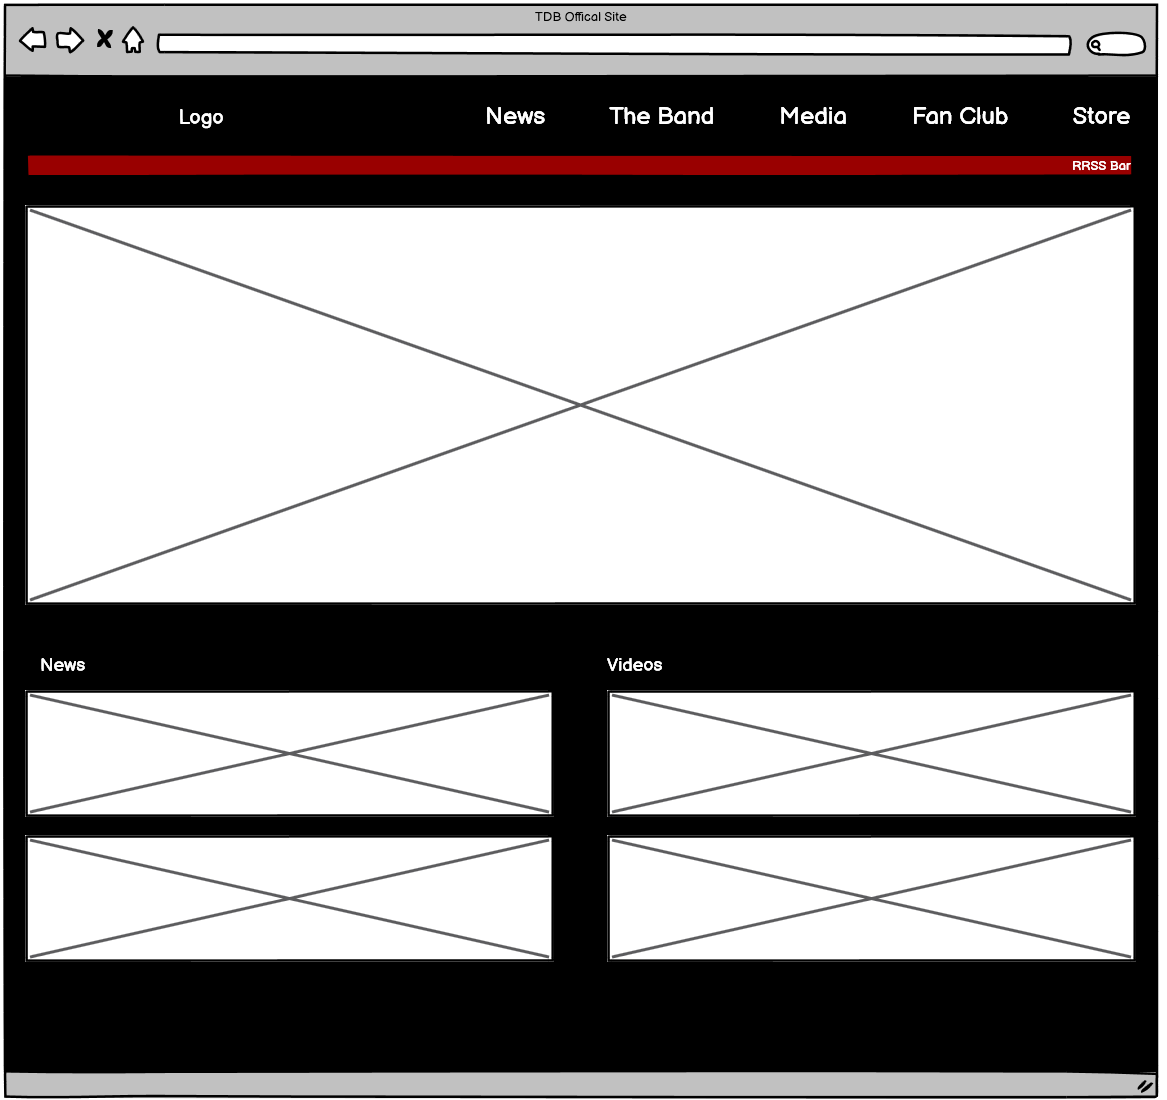 TDB Offical Site
Logo
News The Band Media Fan Club Store
RRSS Bar
News
Videos